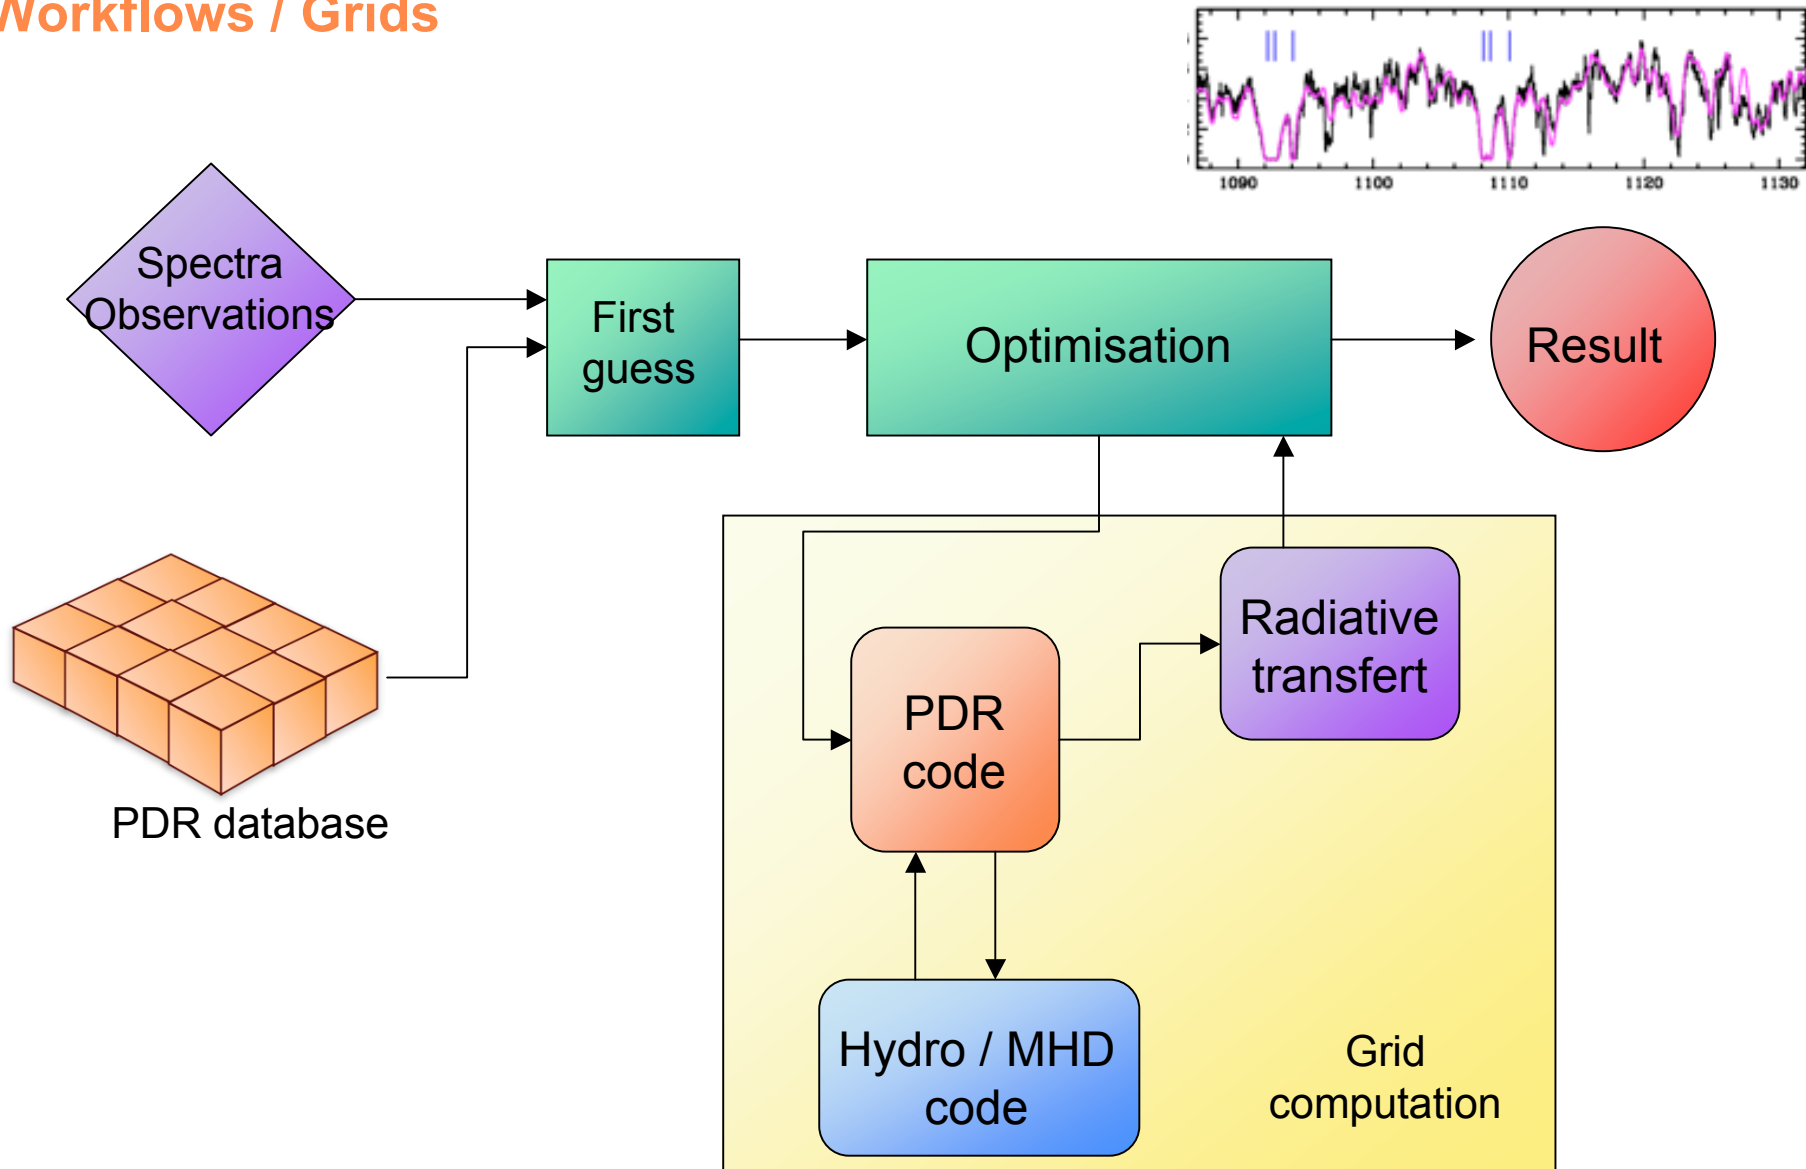 Workflows / Grids
1090 1100 1110 1120 1130
Spectra
Observations
First
guess
Optimisation
Result
PDR database
PDR
code
Radiative
transfert
Hydro / MHD
code
Grid
computation